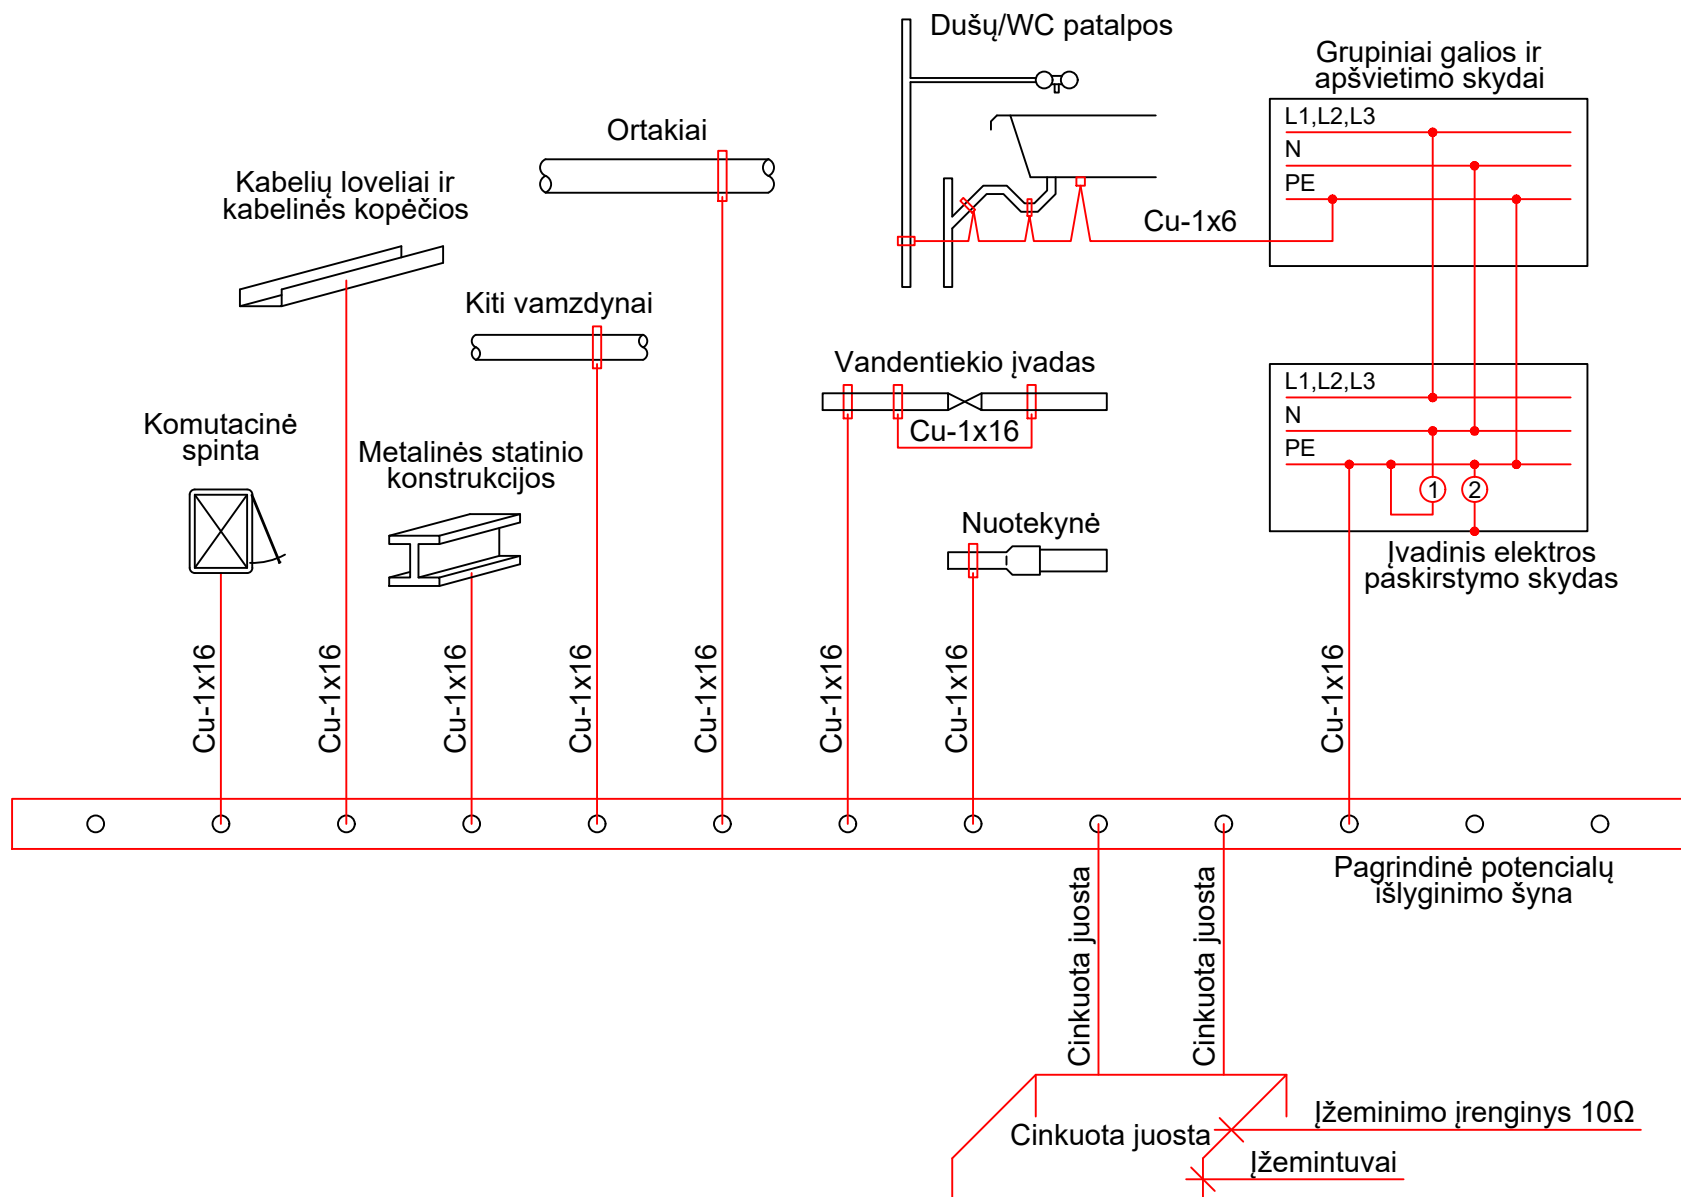 Dušų/WC patalpos
Grupiniai galios ir
apšvietimo skydai
L1,L2,L3
N
PE
Ortakiai
Kabelių loveliai ir
kabelinės kopėčios
Cu-1x6
Kiti vamzdynai
Vandentiekio įvadas
Cu-1x16
L1,L2,L3
N
PE
1
2
Komutacinė
spinta
Metalinės statinio
konstrukcijos
Nuotekynė
Įvadinis elektros
paskirstymo skydas
Cu-1x16
Cu-1x16
Cu-1x16
Cu-1x16
Cu-1x16
Cu-1x16
Cu-1x16
Cu-1x16
Pagrindinė potencialų
išlyginimo šyna
Cinkuota juosta
Cinkuota juosta
Įžeminimo įrenginys 10Ω
Cinkuota juosta
Įžemintuvai